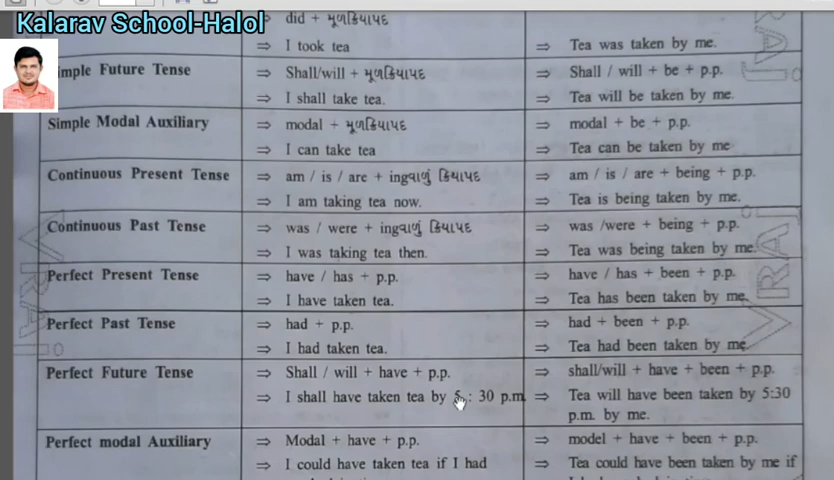 Kalarav School-Halol
did + મૂળક્રિયાપદ
⇒ I took tea ⇒ Tea was taken by me.
Simple Future Tense ⇒ Shall/will + મૂળક્રિયાપદ ⇒ Shall / will + be + p.p.
⇒ I shall take tea. ⇒ Tea will be taken by me.
Simple Modal Auxiliary ⇒ modal + મૂળક્રિયાપદ ⇒ modal + be + p.p.
⇒ I can take tea ⇒ Tea can be taken by me
Continuous Present Tense ⇒ am / is / are + ingવાળું ક્રિયાપદ ⇒ am / is / are + being + p.p.
⇒ I am taking tea now. ⇒ Tea is being taken by me.
Continuous Past Tense ⇒ was / were + ingવાળું ક્રિયાપદ ⇒ was /were + being + p.p.
⇒ I was taking tea then. ⇒ Tea was being taken by me.
Perfect Present Tense ⇒ have / has + p.p. ⇒ have / has + been + p.p.
⇒ I have taken tea. ⇒ Tea has been taken by me.
Perfect Past Tense ⇒ had + p.p. ⇒ had + been + p.p.
⇒ I had taken tea. ⇒ Tea had been taken by me.
Perfect Future Tense ⇒ Shall / will + have + p.p. ⇒ shall/will + have + been + p.p.
⇒ I shall have taken tea by 5 : 30 p.m ⇒ Tea will have been taken by 5:30
p.m. by me.
Perfect modal Auxiliary ⇒ Modal + have + p.p. ⇒ model + have + been + p.p.
⇒ I could have taken tea if I had ⇒ Tea could have been taken by me if
VIRAJ